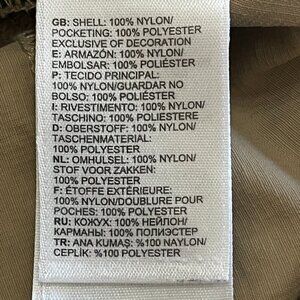 GB: SHELL: 100% NYLON/
POCKETING: 100% POLYESTER
EXCLUSIVE OF DECORATION
E: ARMAZÓN: 100% NYLON/
EMBOLSAR: 100% POLIÉSTER
P: TECIDO PRINCIPAL:
100% NYLON/GUARDAR NO
BOLSO: 100% POLIÉSTER
I: RIVESTIMENTO: 100% NYLON/
TASCHINO: 100% POLIESTERE
D: OBERSTOFF: 100% NYLON/
TASCHENMATERIAL:
100% POLYESTER
NL: OMHULSEL: 100% NYLON/
STOF VOOR ZAKKEN:
100% POLYESTER
F: ÉTOFFE EXTÉRIEURE:
100% NYLON/DOUBLURE POUR
POCHES: 100% POLYESTER
RU: КОЖУХ: 100% НЕЙЛОН/
КАРМАНЫ: 100% ПОЛИЭСТЕР
TR: ANA KUMAŞ: %100 NAYLON/
CEPLİK: %100 POLYESTER